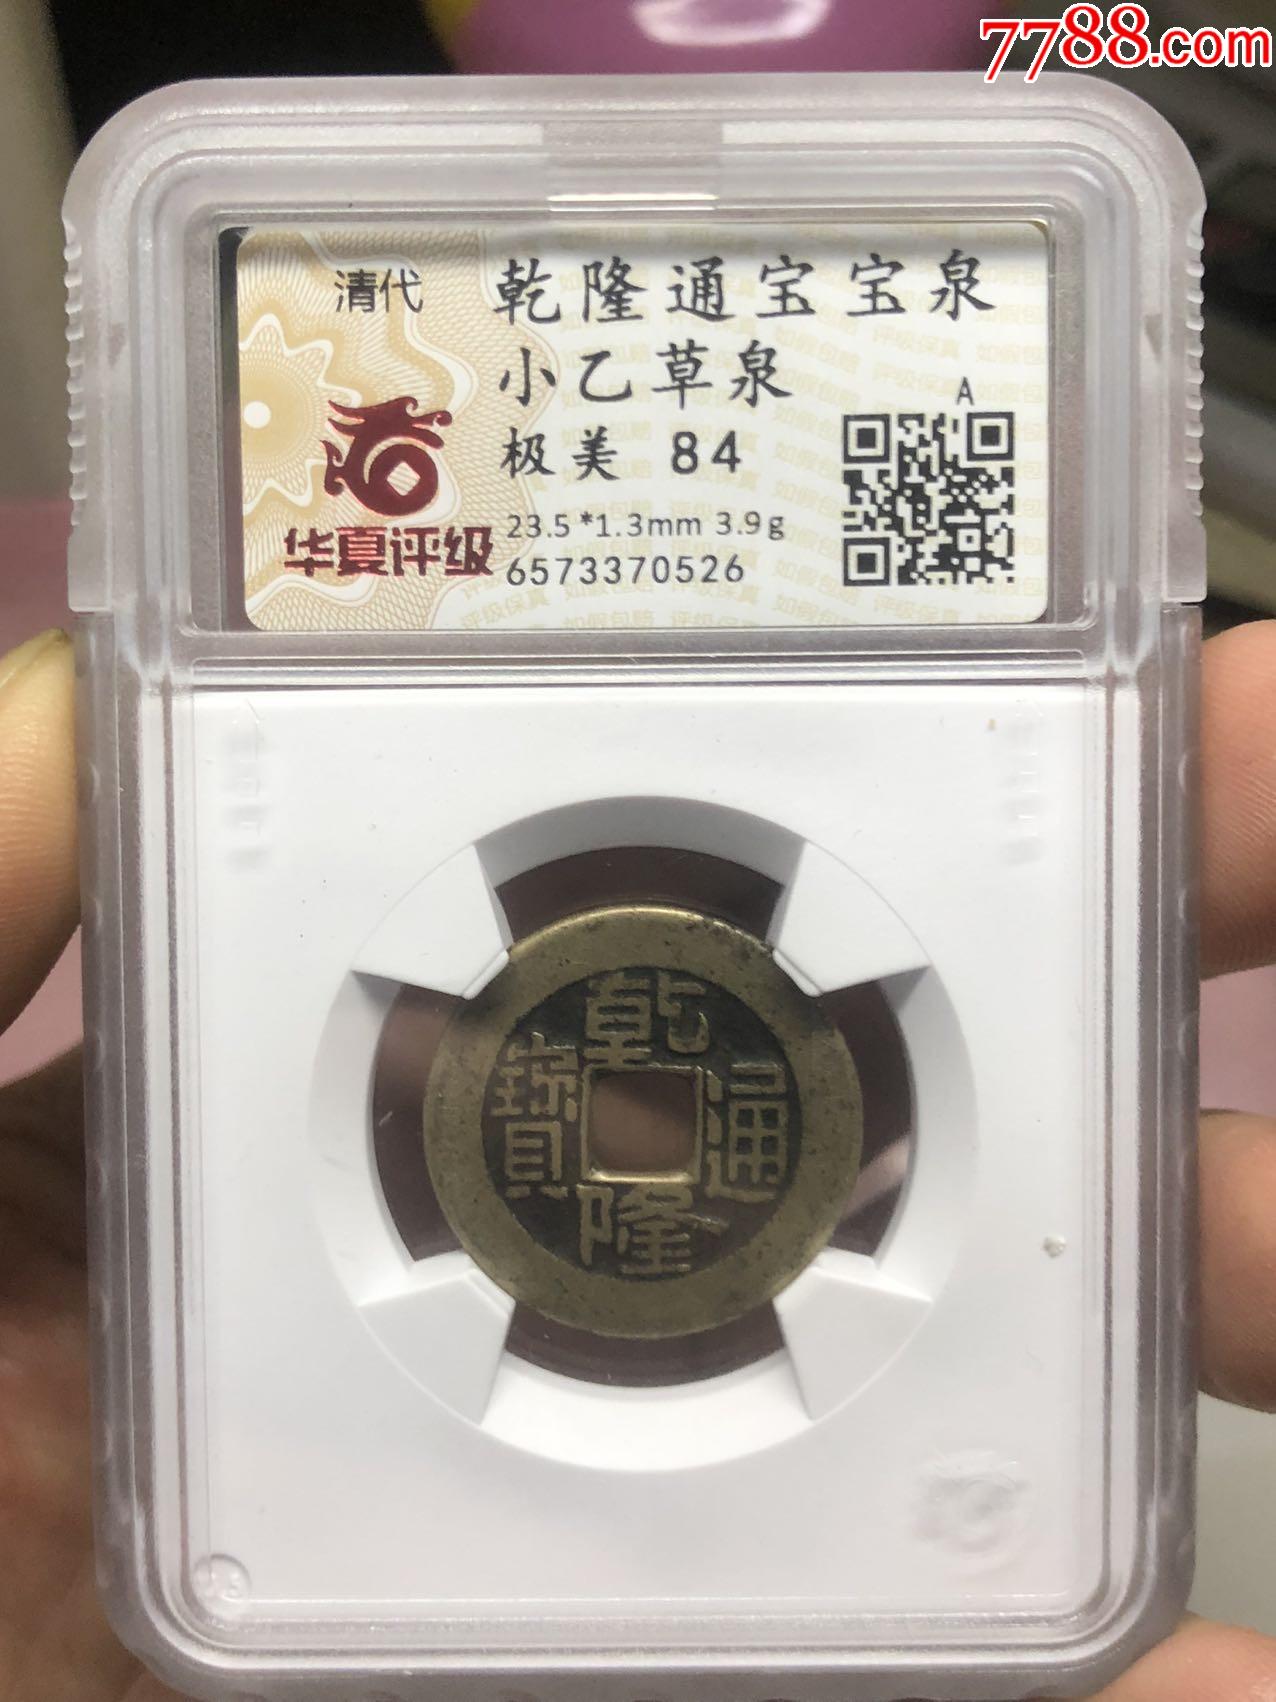 7788.com
清代
乾隆通宝宝泉
小乙草泉
极美 84
A
23.5*1.3mm 3.9g
6573370526
华夏评级
乾
通
寶
隆